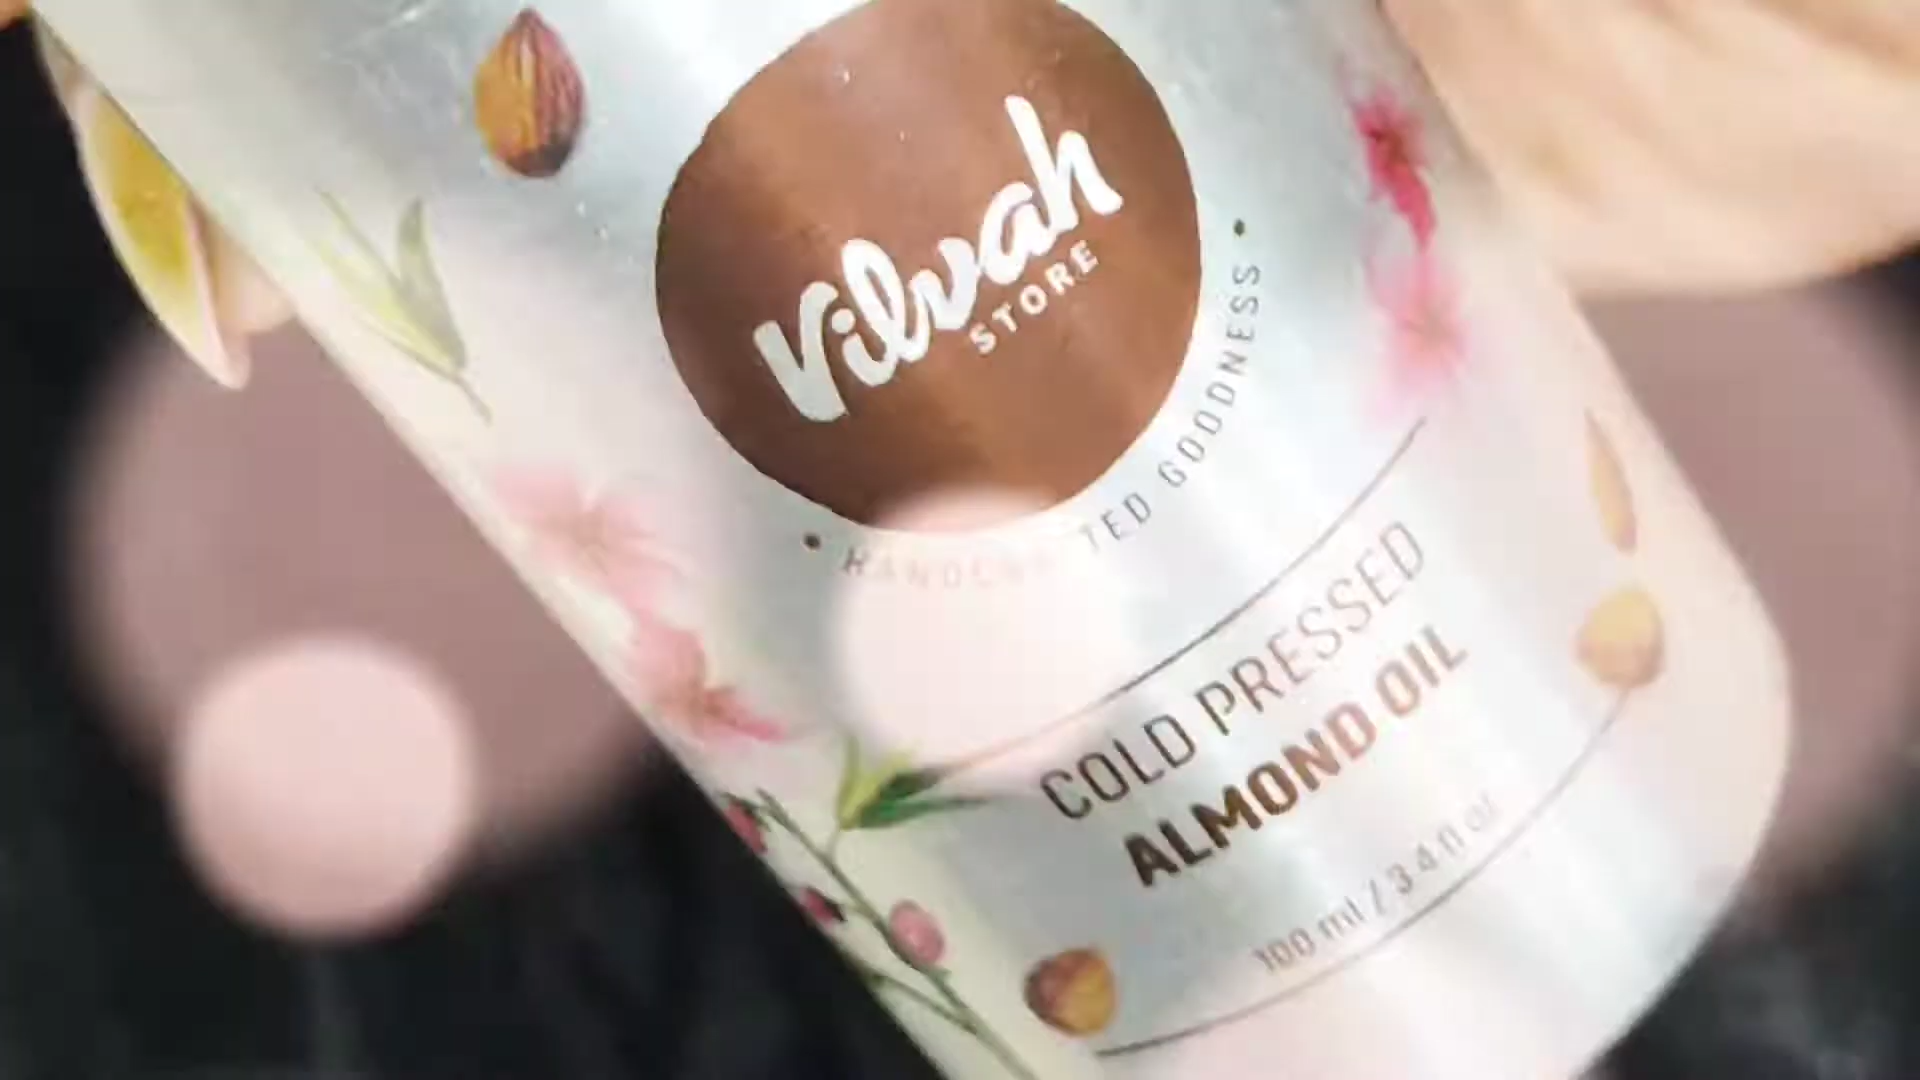 Vilvah
STORE
• HANDCRAFTED GOODNESS •
COLD PRESSED
ALMOND OIL
100 ml / 3.4 fl oz